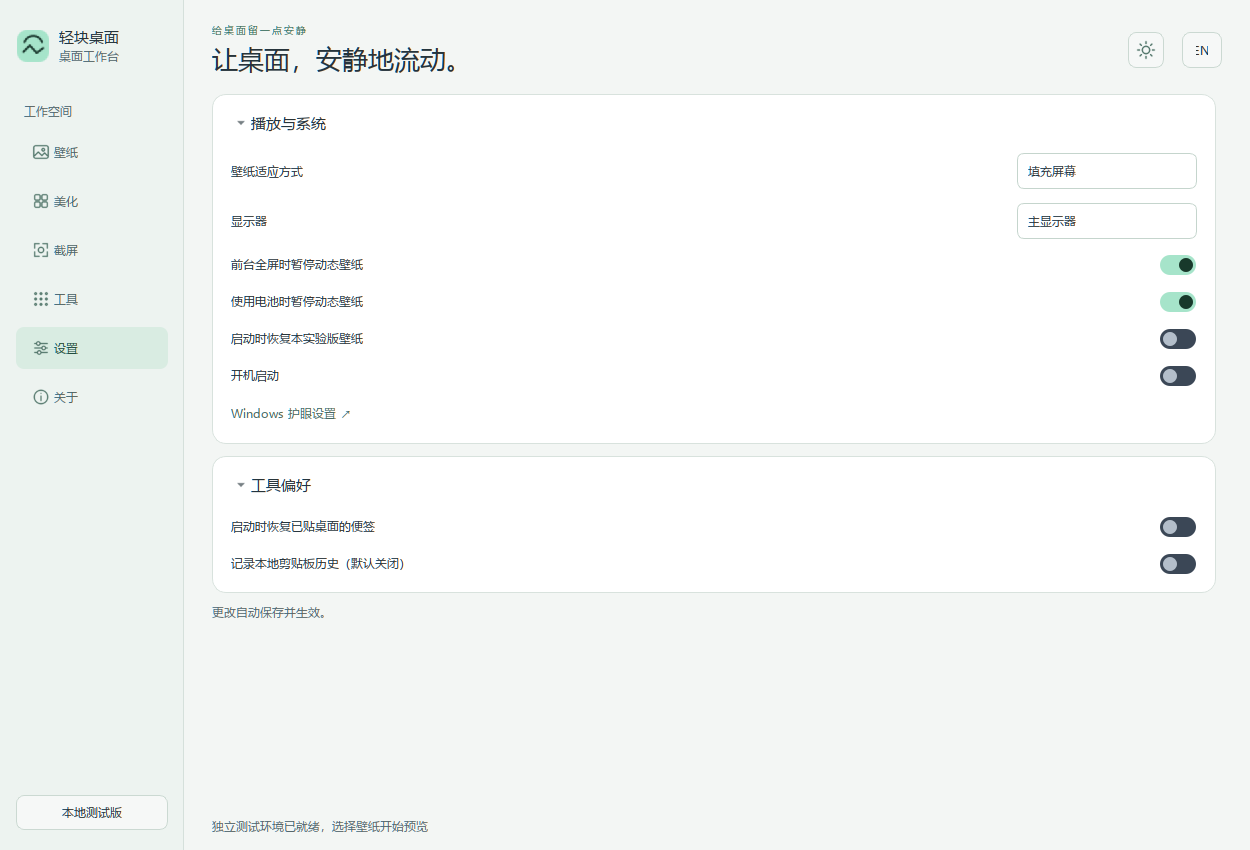 轻块桌面
桌面工作台
工作空间
壁纸
美化
截屏
工具
设置
关于
本地测试版
给桌面留一点安静
让桌面，安静地流动。
EN
播放与系统
壁纸适应方式
填充屏幕
显示器
主显示器
前台全屏时暂停动态壁纸
使用电池时暂停动态壁纸
启动时恢复本实验版壁纸
开机启动
Windows 护眼设置 ↗
工具偏好
启动时恢复已贴桌面的便签
记录本地剪贴板历史（默认关闭）
更改自动保存并生效。
独立测试环境已就绪，选择壁纸开始预览